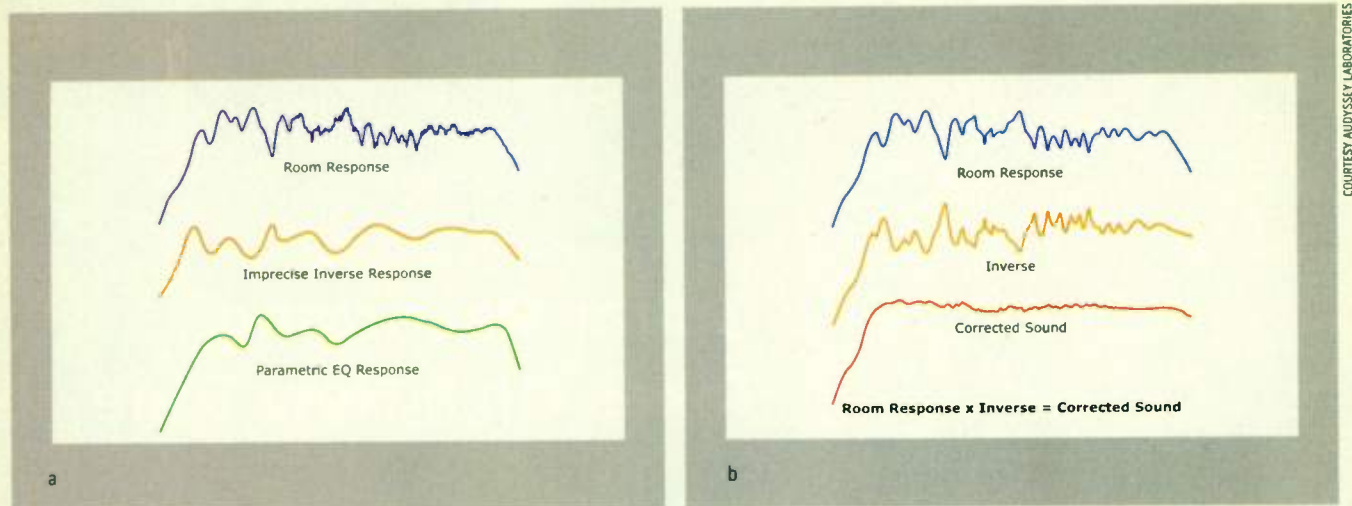 Room Response
Imprecise Inverse Response
Parametric EQ Response
a
Room Response
Inverse
Corrected Sound
Room Response x Inverse = Corrected Sound
b
COURTESY AUDYSSEY LABORATORIES